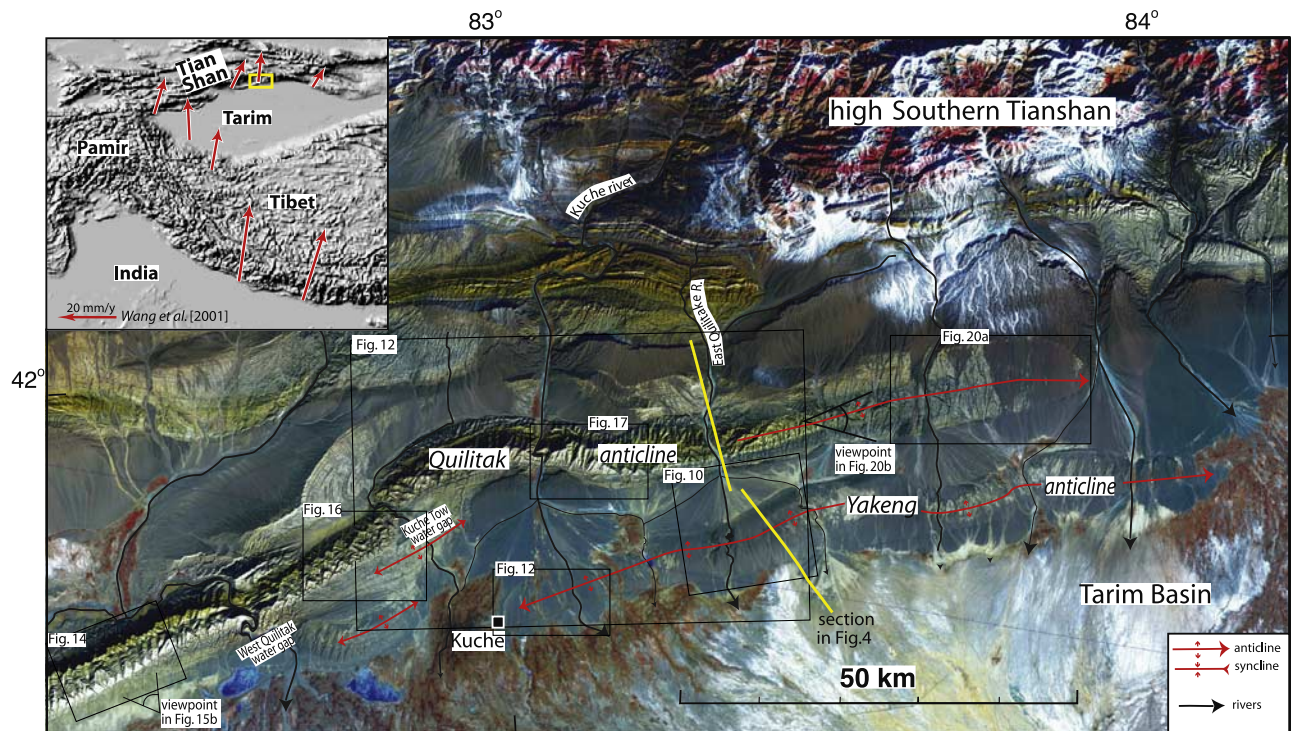 83°
84°
Tian
Shan
Tarim
Pamir
Tibet
India
20 mm/y
Wang et al. [2001]
high Southern Tianshan
Kuche river
East Quilitake R.
42°
Fig. 12
Fig. 20a
Fig. 17
Quilitak
anticline
viewpoint
in Fig. 20b
Fig. 10
Fig. 16
Kuche Tow
water gap
Yakeng
anticline
Fig. 12
Kuche
Tarim Basin
section
in Fig.4
Fig. 14
West Quilitak
water gap
viewpoint
in Fig. 15b
50 km
anticline
syncline
rivers